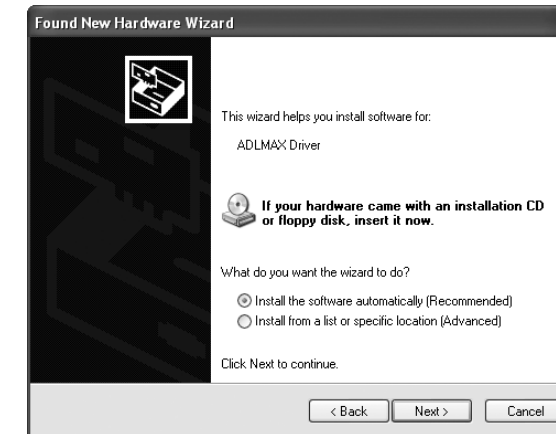 Found New Hardware Wizard
This wizard helps you install software for:
ADLMAX Driver
If your hardware came with an installation CD
or floppy disk, insert it now.
What do you want the wizard to do?
Install the software automatically (Recommended)
Install from a list or specific location (Advanced)
Click Next to continue.
< Back Next > Cancel